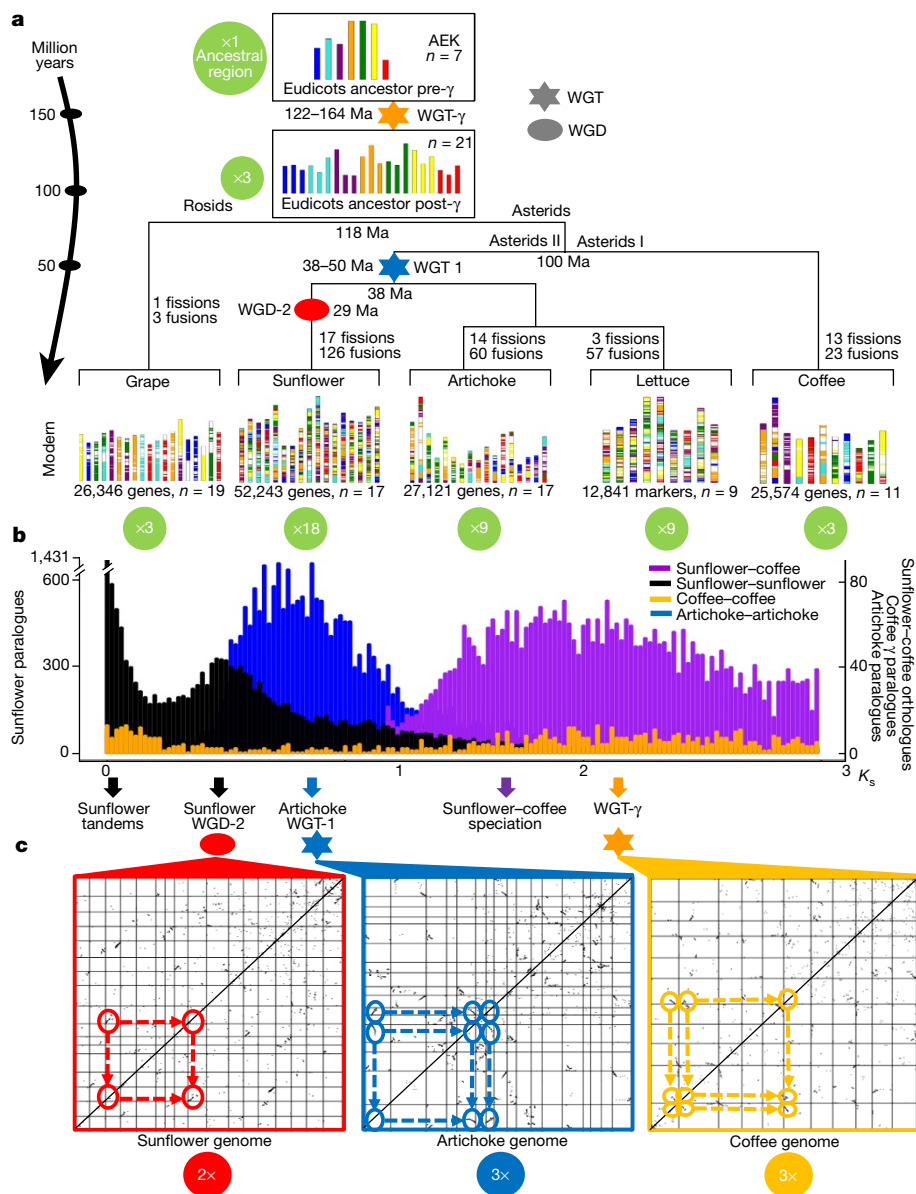 a
Million
years
150
100
50
Modern
×1
Ancestral
region
AEK
n = 7
Eudicots ancestor pre-γ
122–164 Ma
WGT-γ
WGT
WGD
×3
n = 21
Eudicots ancestor post-γ
Rosids
Asterids
118 Ma
Asterids II
Asterids I
100 Ma
38–50 Ma
WGT 1
38 Ma
WGD-2
29 Ma
1 fissions
3 fusions
17 fissions
126 fusions
14 fissions
60 fusions
3 fissions
57 fusions
13 fissions
23 fusions
Grape
Sunflower
Artichoke
Lettuce
Coffee
26,346 genes, n = 19
52,243 genes, n = 17
27,121 genes, n = 17
12,841 markers, n = 9
25,574 genes, n = 11
×3
×18
×9
×9
×3
b
1,431
600
300
0
Sunflower paralogues
Sunflower–coffee
Sunflower–sunflower
Coffee–coffee
Artichoke–artichoke
80
40
0
Sunflower–coffee orthologues
Coffee γ paralogues
Artichoke paralogues
0
1
2
3
Ks
Sunflower
tandems
Sunflower
WGD-2
Artichoke
WGT-1
Sunflower–coffee
speciation
WGT-γ
c
Sunflower genome
Artichoke genome
Coffee genome
2×
3×
3×